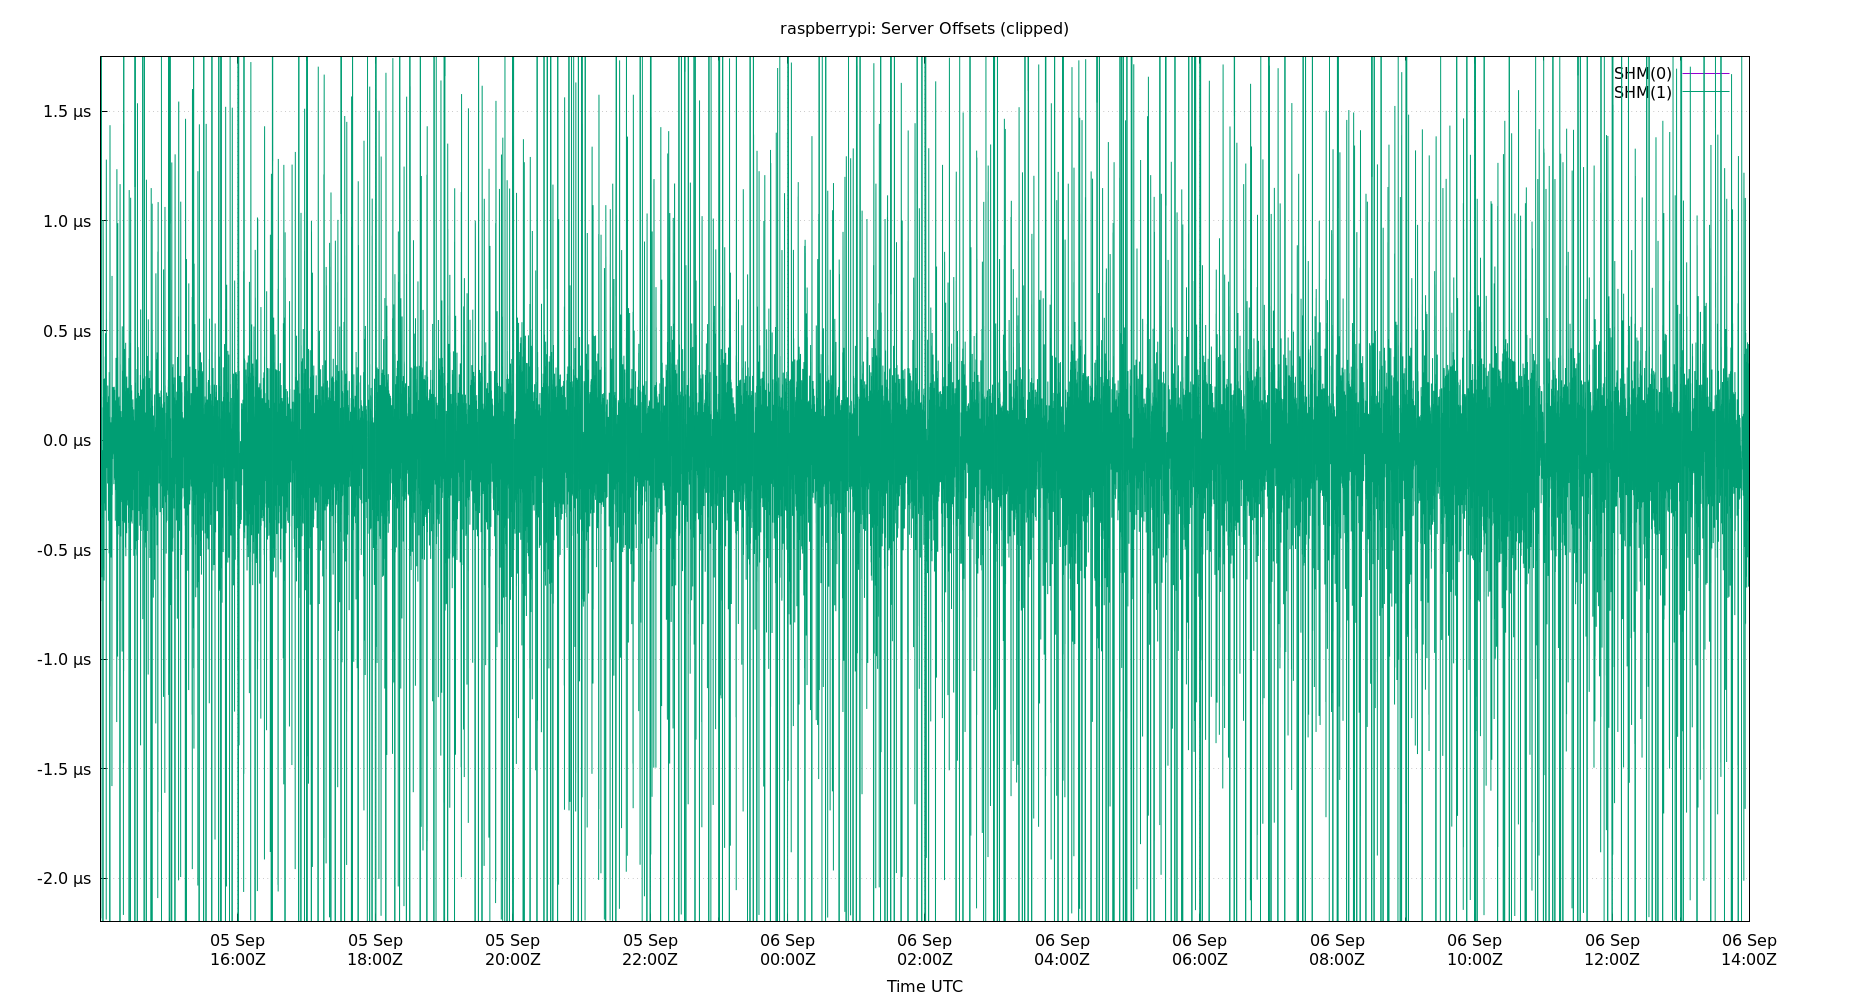 raspberrypi: Server Offsets (clipped)
SHM(0)
SHM(1)
1.5 µs
1.0 µs
0.5 µs
0.0 µs
-0.5 µs
-1.0 µs
-1.5 µs
-2.0 µs
05 Sep 05 Sep 05 Sep 05 Sep 06 Sep 06 Sep 06 Sep 06 Sep 06 Sep 06 Sep 06 Sep 06 Sep
16:00Z 18:00Z 20:00Z 22:00Z 00:00Z 02:00Z 04:00Z 06:00Z 08:00Z 10:00Z 12:00Z 14:00Z
Time UTC